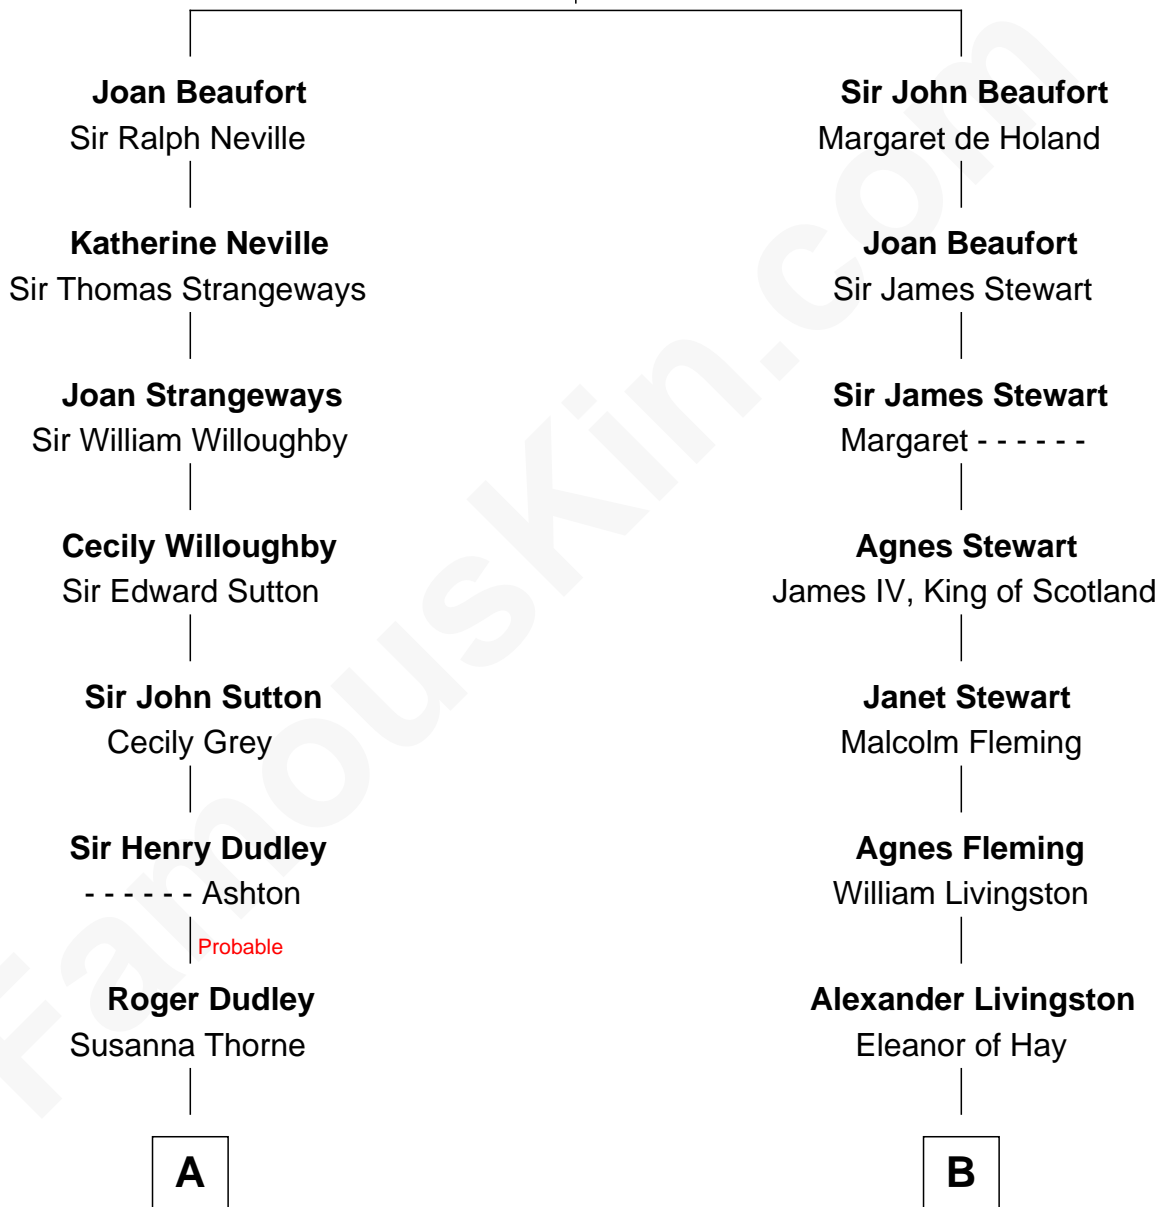 Joan Beaufort
Sir Ralph Neville
Katherine Neville
Sir Thomas Strangeways
Joan Strangeways
Sir William Willoughby
Cecily Willoughby
Sir Edward Sutton
Sir John Sutton
Cecily Grey
Sir Henry Dudley
- - - - - - Ashton
Probable
Roger Dudley
Susanna Thorne
A
Sir John Beaufort
Margaret de Holand
Joan Beaufort
Sir James Stewart
Sir James Stewart
Margaret - - - - - -
Agnes Stewart
James IV, King of Scotland
Janet Stewart
Malcolm Fleming
Agnes Fleming
William Livingston
Alexander Livingston
Eleanor of Hay
B
FamousKin.com